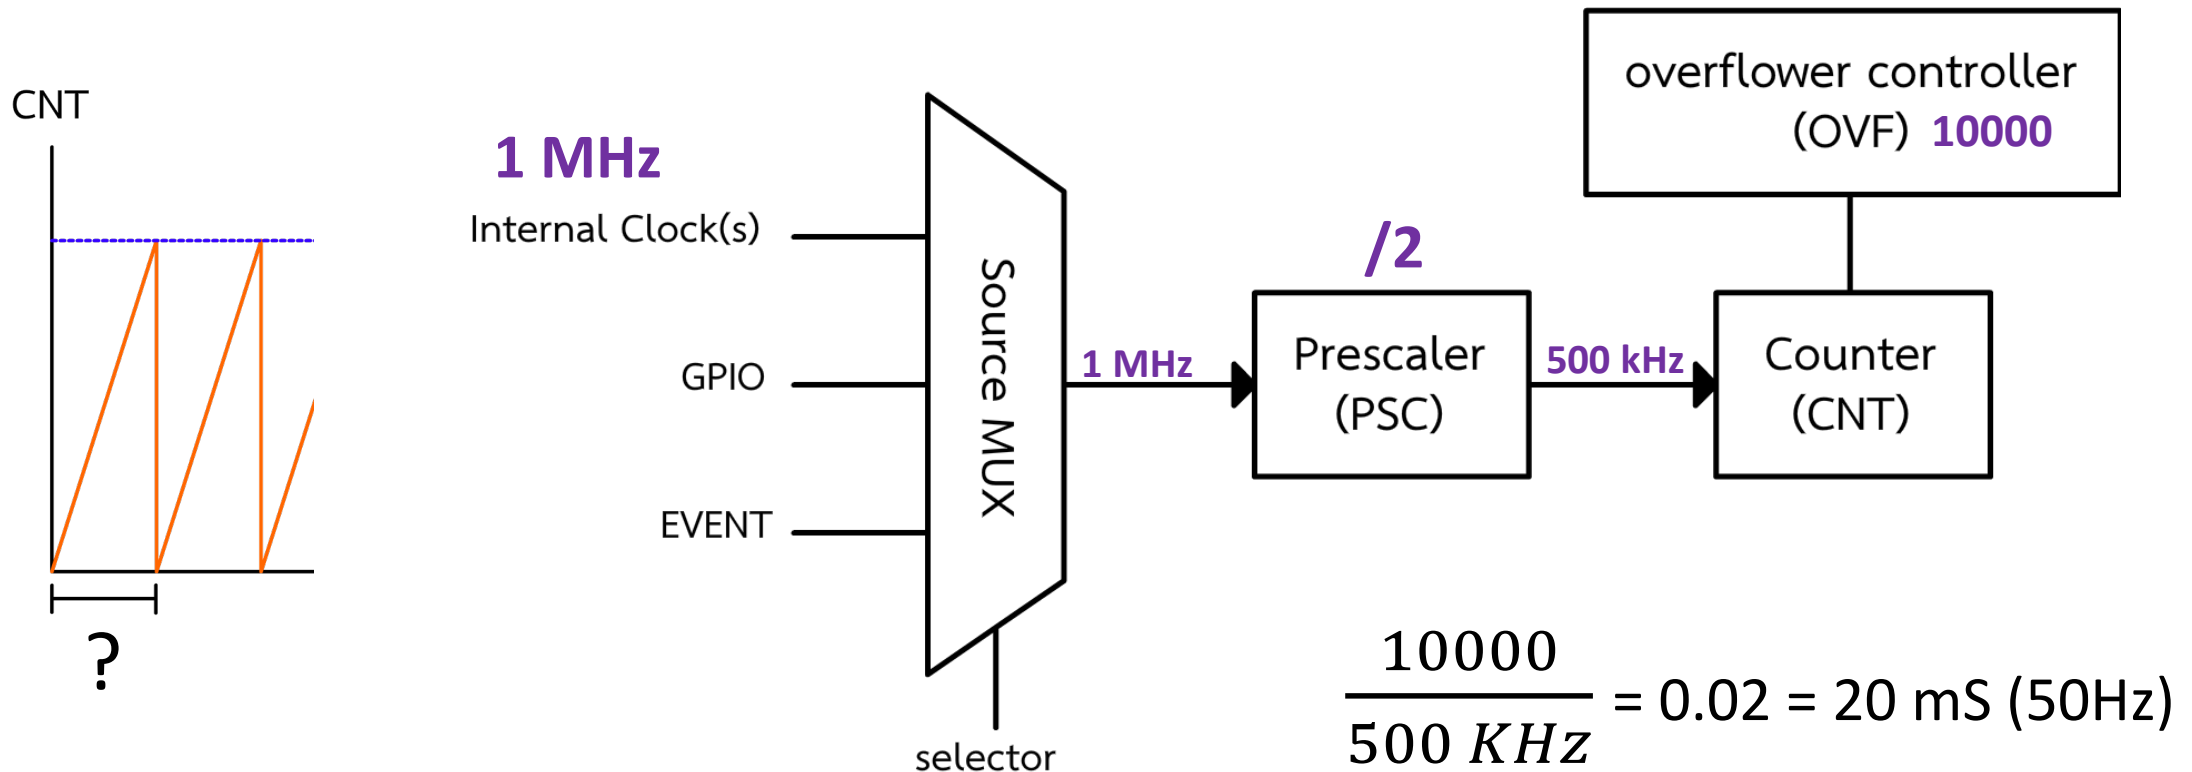 CNT
?
1 MHz
Internal Clock(s)
GPIO
EVENT
Source MUX
selector
1 MHz
/2
Prescaler
(PSC)
500 kHz
overflower controller
(OVF) 10000
Counter
(CNT)
10000
500 KHz
= 0.02 = 20 mS (50Hz)